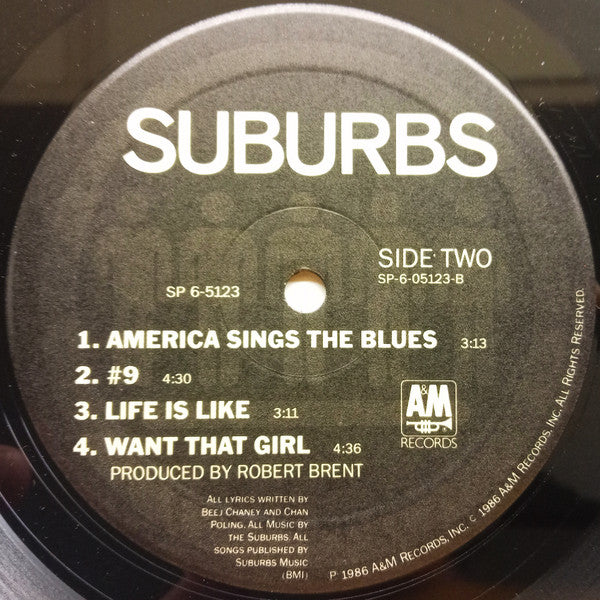 SUBURBS
SIDE TWO
SP-6-05123-B
SP 6-5123
1. AMERICA SINGS THE BLUES 3:13
2. #9 4:30
3. LIFE IS LIKE 3:11
4. WANT THAT GIRL 4:36
PRODUCED BY ROBERT BRENT
A&M
RECORDS
ALL LYRICS WRITTEN BY
BEEJ CHANEY AND CHAN
POLING. ALL MUSIC BY
THE SUBURBS. ALL
SONGS PUBLISHED BY
SUBURBS MUSIC
(BMI)
P 1986 A&M RECORDS, INC. C 1986 A&M RECORDS, INC. ALL RIGHTS RESERVED.